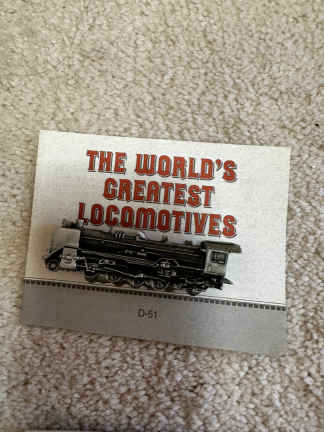 THE WORLD'S
GREATEST
LOCOMOTIVES
D-51